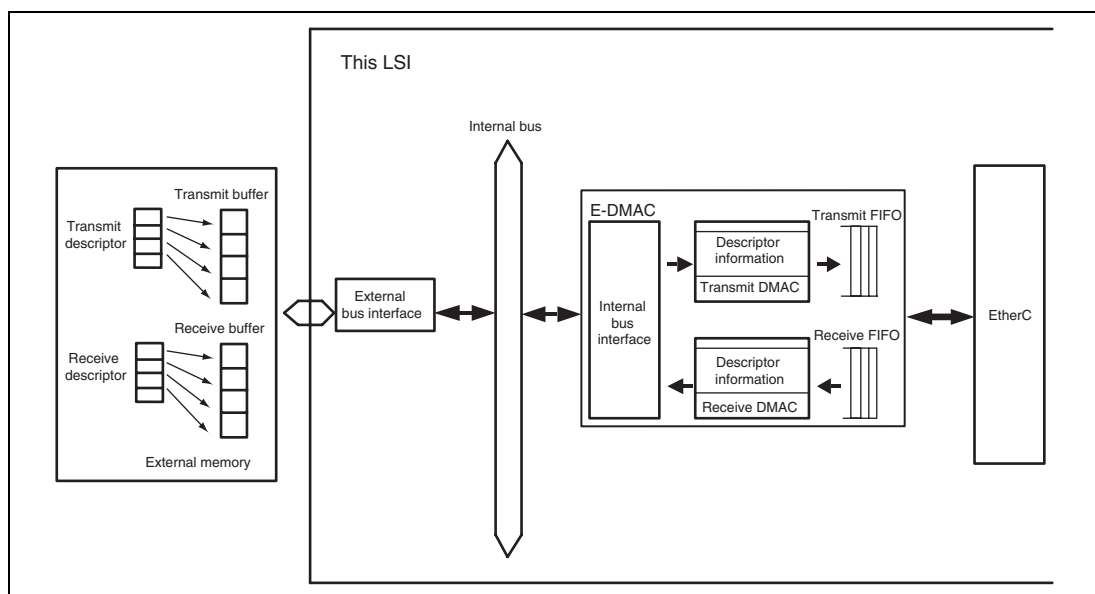 This LSI
Internal bus
Transmit buffer
Transmit
descriptor
Receive buffer
Receive
descriptor
External memory
External
bus interface
E-DMAC
Internal
bus
interface
Descriptor
information
Transmit DMAC
Transmit FIFO
Descriptor
information
Receive DMAC
Receive FIFO
EtherC